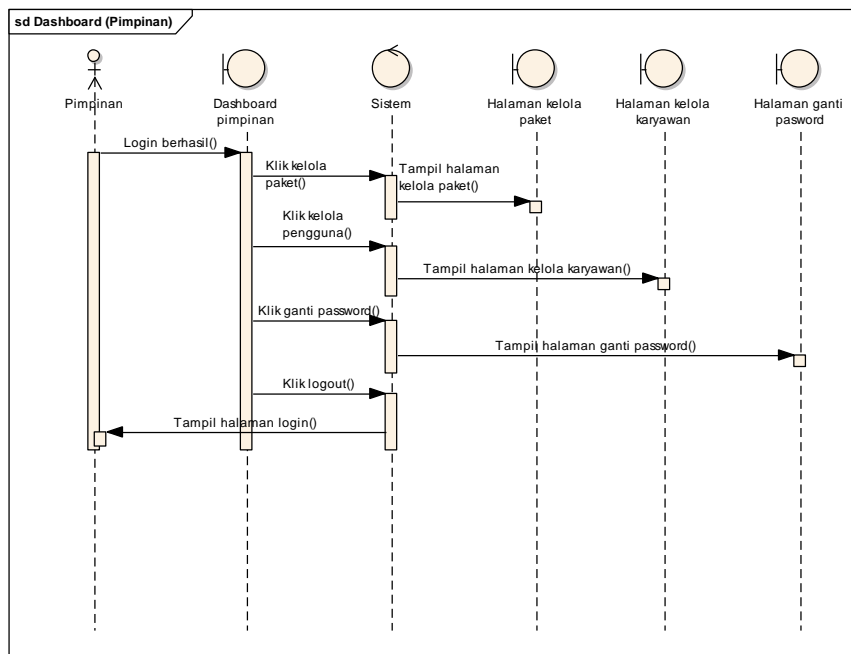 sd Dashboard (Pimpinan)
Pimpinan
Dashboard
pimpinan
Sistem
Halaman kelola
paket
Halaman kelola
karyawan
Halaman ganti
pasword
Login berhasil()
Klik kelola
paket()
Tampil halaman
kelola paket()
Klik kelola
pengguna()
Tampil halaman kelola karyawan()
Klik ganti password()
Tampil halaman ganti password()
Klik logout()
Tampil halaman login()